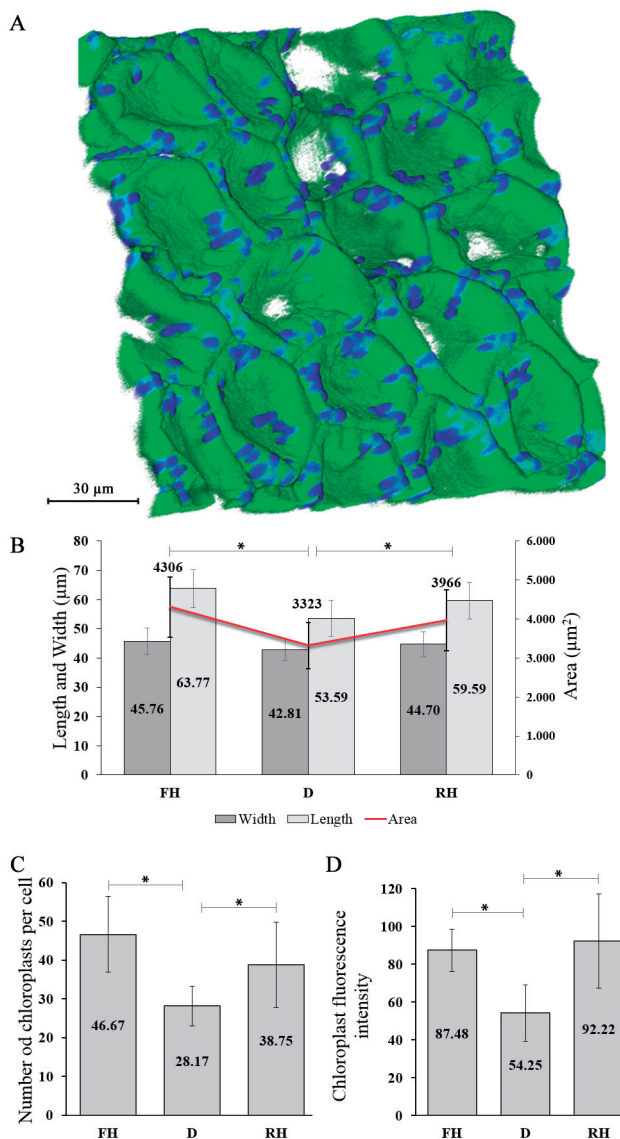 A
30 µm
B
Length and Width (µm)
80
70
60
50
40
30
20
10
0
* *
4306 3323 3966
45.76 63.77 42.81 53.59 44.70 59.59
6.000
5.000
4.000
3.000
2.000
1.000
0
Area (µm²)
FH D RH
Width Length Area
C
Number od chloroplasts per cell
60
50
40
30
20
10
0
* *
46.67 28.17 38.75
FH D RH
D
Chloroplast fluorescence
intensity
120
100
80
60
40
20
0
* *
87.48 54.25 92.22
FH D RH